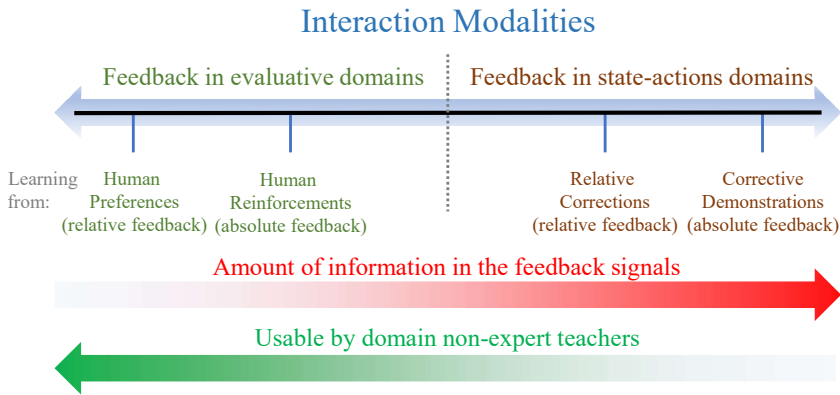 Interaction Modalities
Feedback in evaluative domains
Feedback in state-actions domains
Learning
from:
Human
Preferences
(relative feedback)
Human
Reinforcements
(absolute feedback)
Relative
Corrections
(relative feedback)
Corrective
Demonstrations
(absolute feedback)
Amount of information in the feedback signals
Usable by domain non-expert teachers